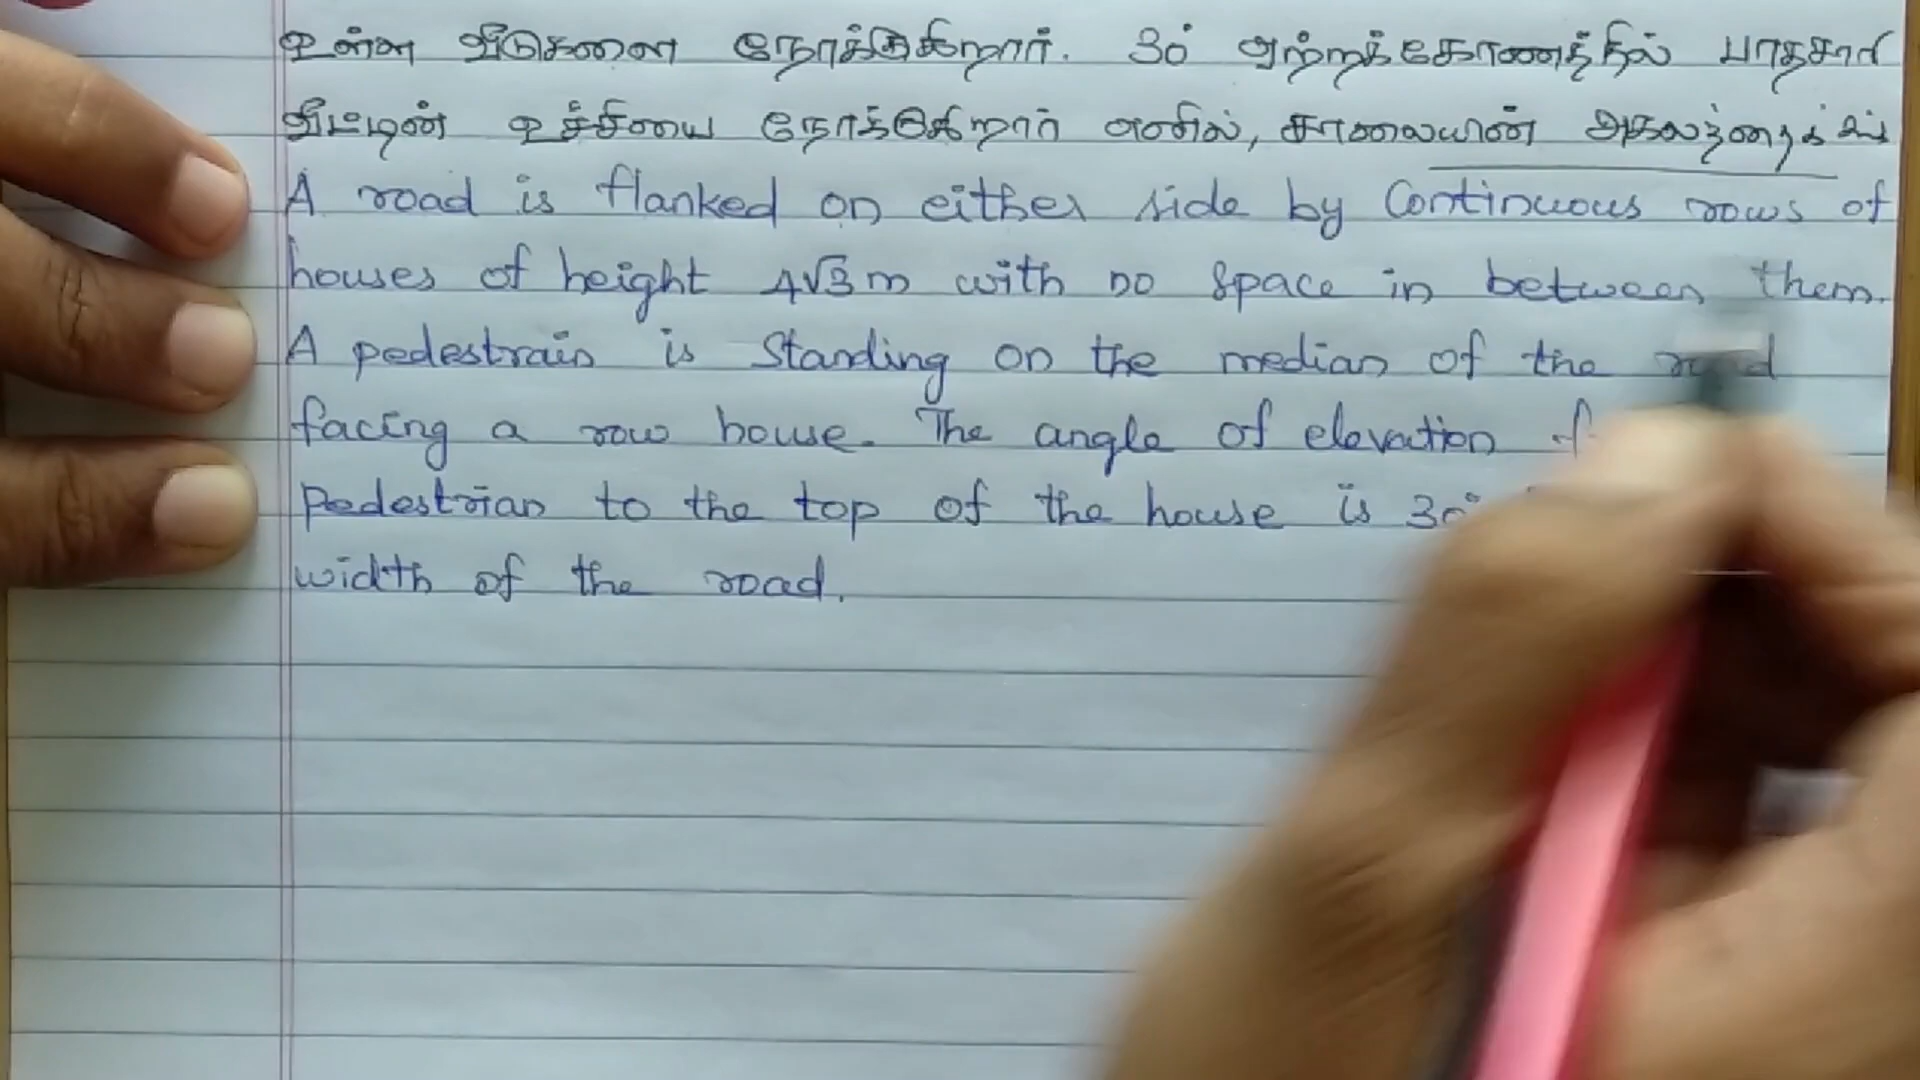 உள்ள வீடுகளை நோக்குகிறார். 30° ஏற்றக்கோணத்தில் பாதசாரி
வீட்டின் உச்சியை நோக்குகிறார் எனில், சாலையின் அகலத்தைக்
A road is flanked on either side by Continuous rows of
houses of height 4√3 m with no space in between them.
A pedestrain is Standing on the median of the road
facing a row house. The angle of elevation
Pedestrian to the top of the house is 30°
width of the road.